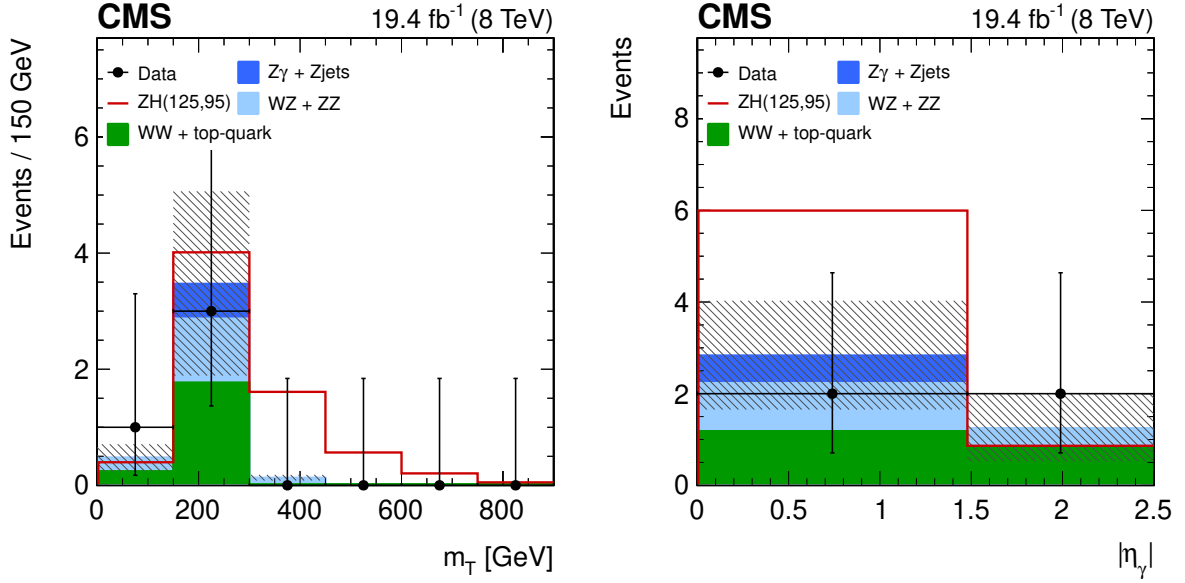 CMS 19.4 fb⁻¹ (8 TeV)
Events / 150 GeV
Data
Zγ + Zjets
ZH(125,95)
WZ + ZZ
WW + top-quark
6
4
2
0
0 200 400 600 800
m_T [GeV]
CMS 19.4 fb⁻¹ (8 TeV)
Events
Data
Zγ + Zjets
ZH(125,95)
WZ + ZZ
WW + top-quark
8
6
4
2
0
0 0.5 1 1.5 2 2.5
|η_γ|